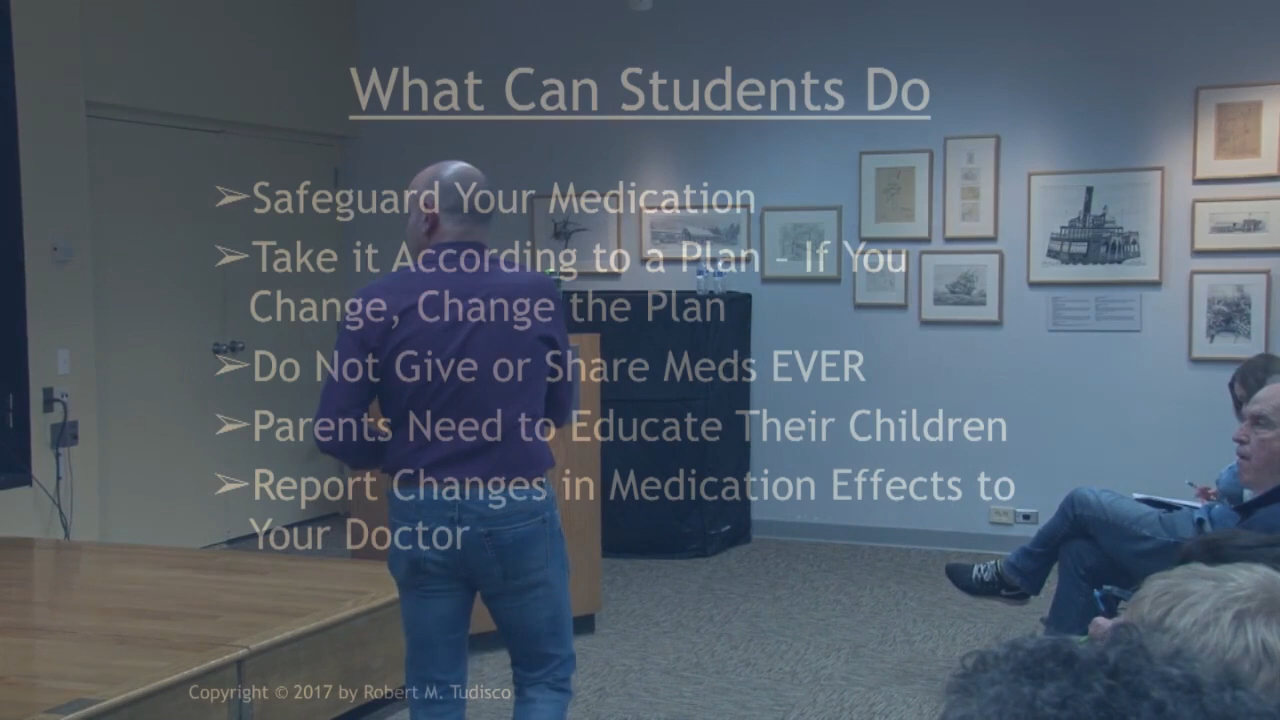 What Can Students Do
➢Safeguard Your Medication
➢Take it According to a Plan - If You
Change, Change the Plan
➢Do Not Give or Share Meds EVER
➢Parents Need to Educate Their Children
➢Report Changes in Medication Effects to
Your Doctor
Copyright © 2017 by Robert M. Tudisco